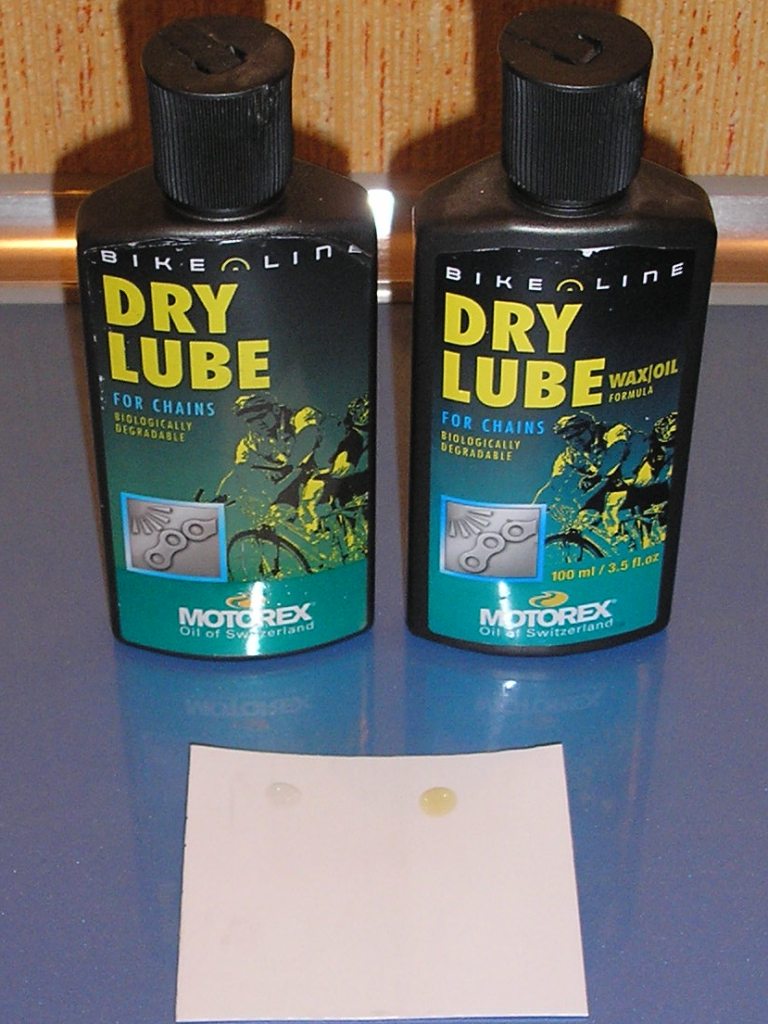 BIKE LINE
DRY
LUBE
FOR CHAINS
BIOLOGICALLY
DEGRADABLE
MOTOREX
Oil of Switzerland
BIKE LINE
DRY
LUBE WAX/OIL
FORMULA
FOR CHAINS
BIOLOGICALLY
DEGRADABLE
100 ml / 3.5 fl.oz
MOTOREX
Oil of Switzerland